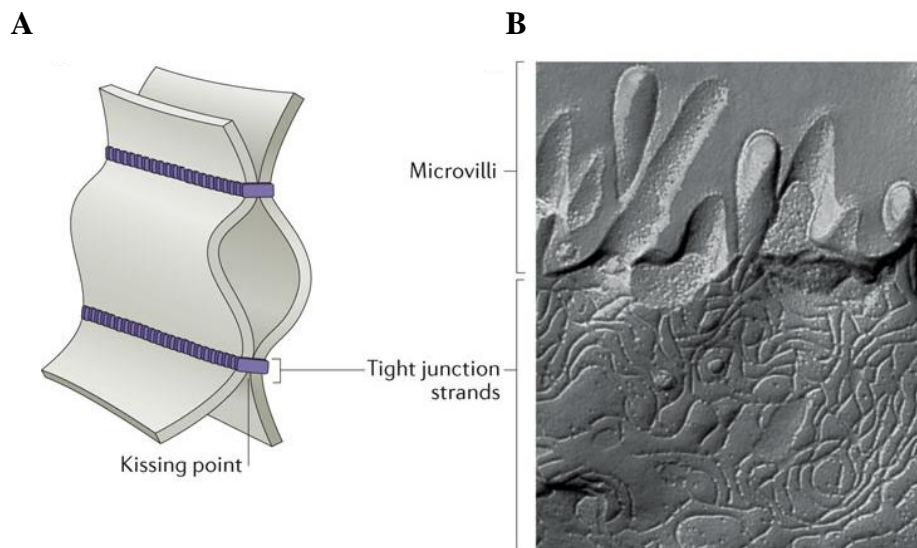 A
B
Microvilli
Tight junction
strands
Kissing point